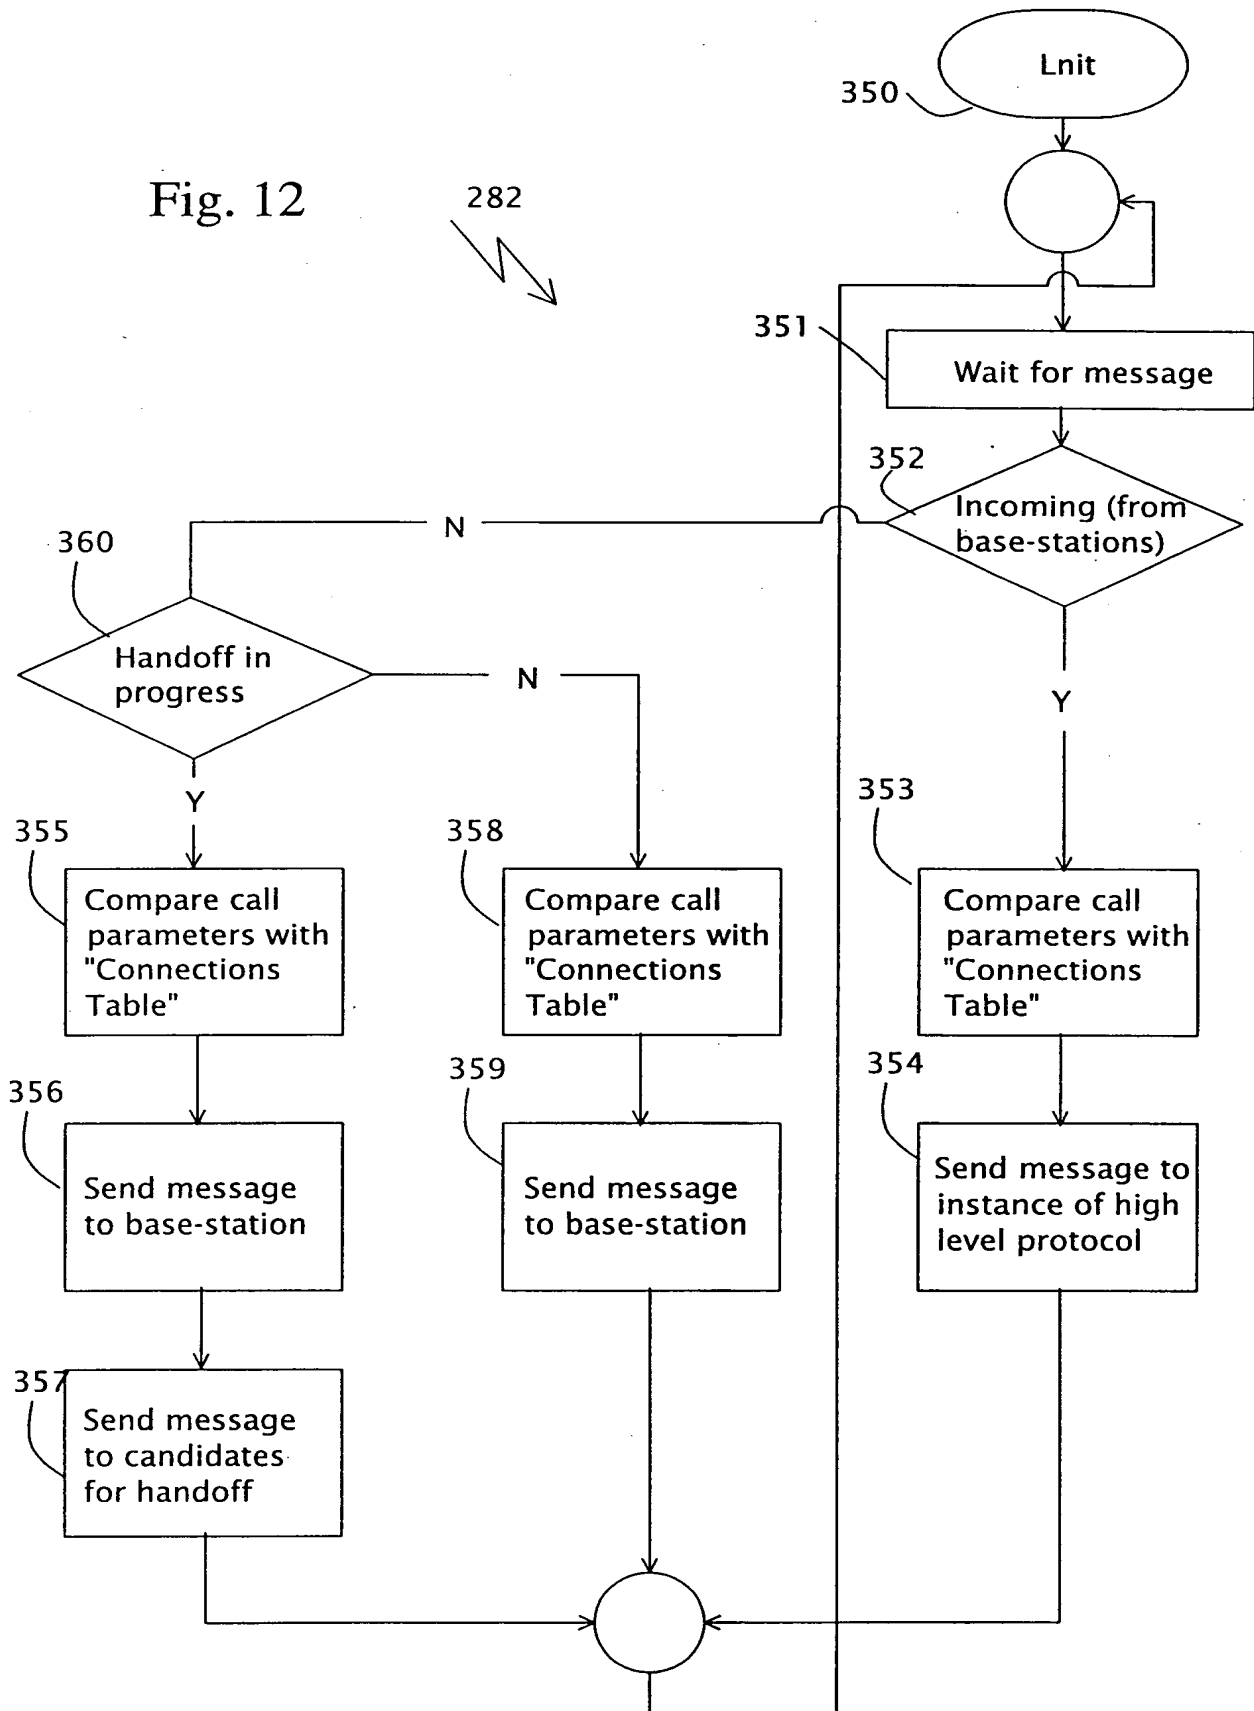 Lnit
350
Fig. 12
282
351
Wait for message
352
Incoming (from
base-stations)
N
360
Handoff in
progress
N
Y
Y
353
355
358
Compare call
parameters with
"Connections
Table"
Compare call
parameters with
"Connections
Table"
Compare call
parameters with
"Connections
Table"
356
359
354
Send message
to base-station
Send message
to base-station
Send message to
instance of high
level protocol
357
Send message
to candidates
for handoff